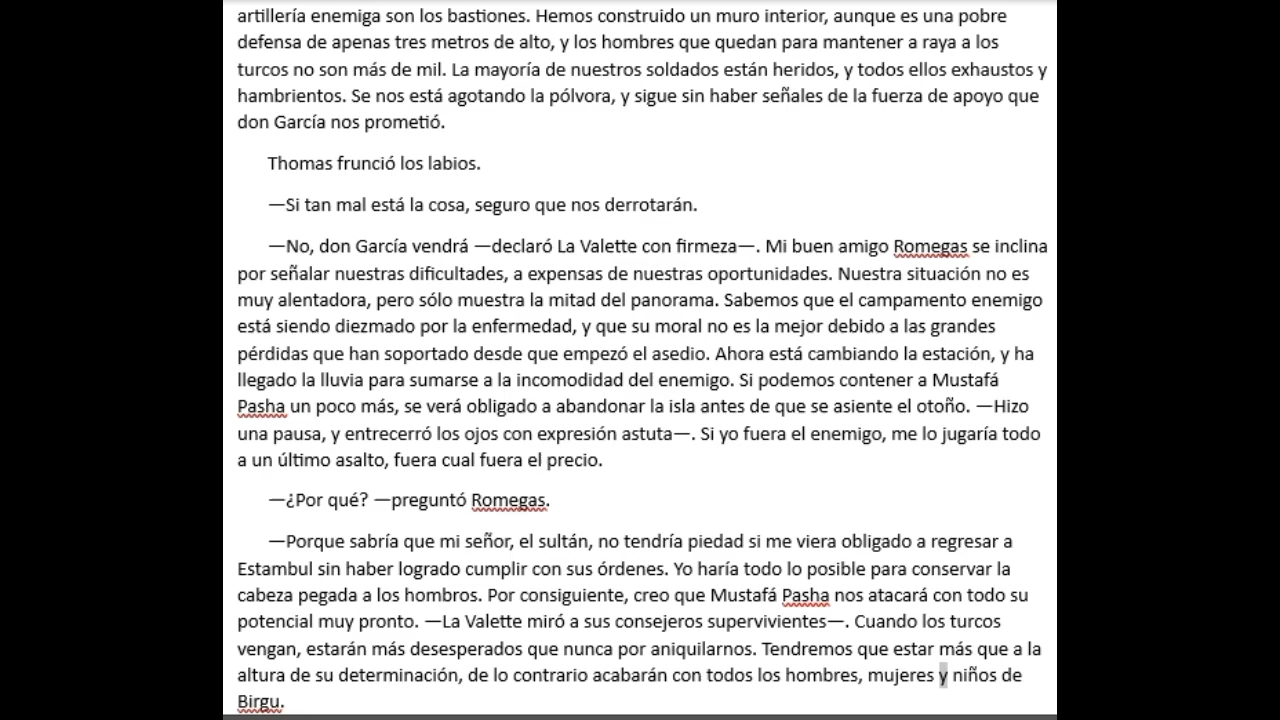 artillería enemiga son los bastiones. Hemos construido un muro interior, aunque es una pobre
defensa de apenas tres metros de alto, y los hombres que quedan para mantener a raya a los
turcos no son más de mil. La mayoría de nuestros soldados están heridos, y todos ellos exhaustos y
hambrientos. Se nos está agotando la pólvora, y sigue sin haber señales de la fuerza de apoyo que
don García nos prometió.
Thomas frunció los labios.
—Si tan mal está la cosa, seguro que nos derrotarán.
—No, don García vendrá —declaró La Valette con firmeza—. Mi buen amigo Romegas se inclina
por señalar nuestras dificultades, a expensas de nuestras oportunidades. Nuestra situación no es
muy alentadora, pero sólo muestra la mitad del panorama. Sabemos que el campamento enemigo
está siendo diezmado por la enfermedad, y que su moral no es la mejor debido a las grandes
pérdidas que han soportado desde que empezó el asedio. Ahora está cambiando la estación, y ha
llegado la lluvia para sumarse a la incomodidad del enemigo. Si podemos contener a Mustafá
Pasha un poco más, se verá obligado a abandonar la isla antes de que se asiente el otoño. —Hizo
una pausa, y entrecerró los ojos con expresión astuta—. Si yo fuera el enemigo, me lo jugaría todo
a un último asalto, fuera cual fuera el precio.
—¿Por qué? —preguntó Romegas.
—Porque sabría que mi señor, el sultán, no tendría piedad si me viera obligado a regresar a
Estambul sin haber logrado cumplir con sus órdenes. Yo haría todo lo posible para conservar la
cabeza pegada a los hombros. Por consiguiente, creo que Mustafá Pasha nos atacará con todo su
potencial muy pronto. —La Valette miró a sus consejeros supervivientes—. Cuando los turcos
vengan, estarán más desesperados que nunca por aniquilarnos. Tendremos que estar más que a la
altura de su determinación, de lo contrario acabarán con todos los hombres, mujeres y niños de
Birgu.